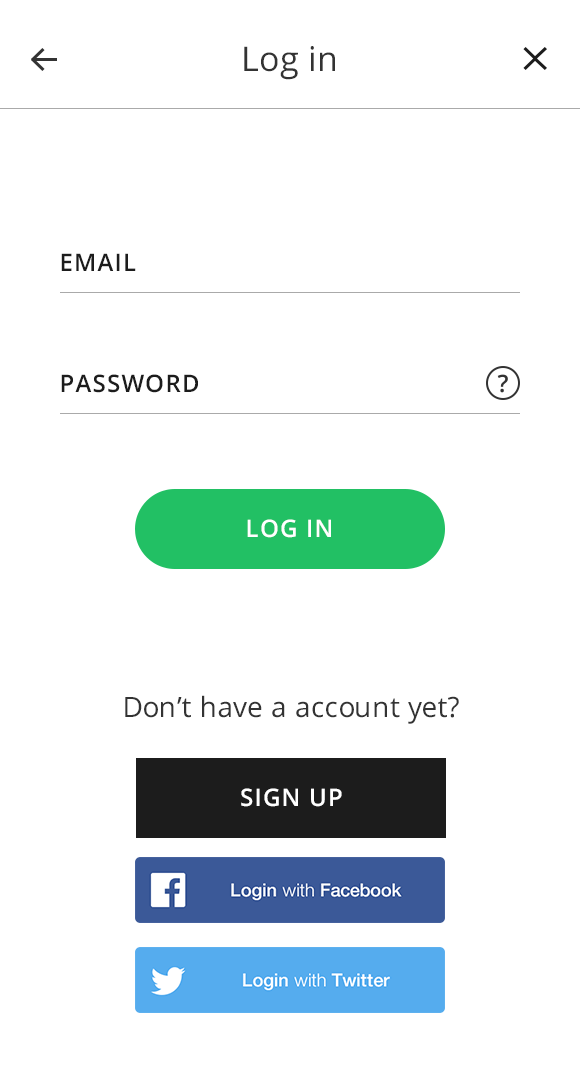 Log in
EMAIL
PASSWORD
?
LOG IN
Don’t have a account yet?
SIGN UP
Login with Facebook
Login with Twitter